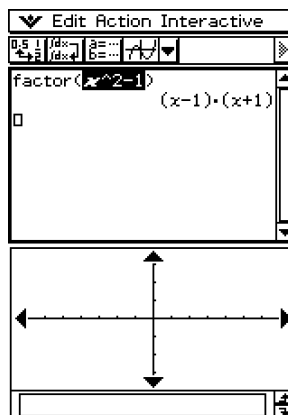 Edit Action Interactive
factor(x^2-1)
(x-1)·(x+1)